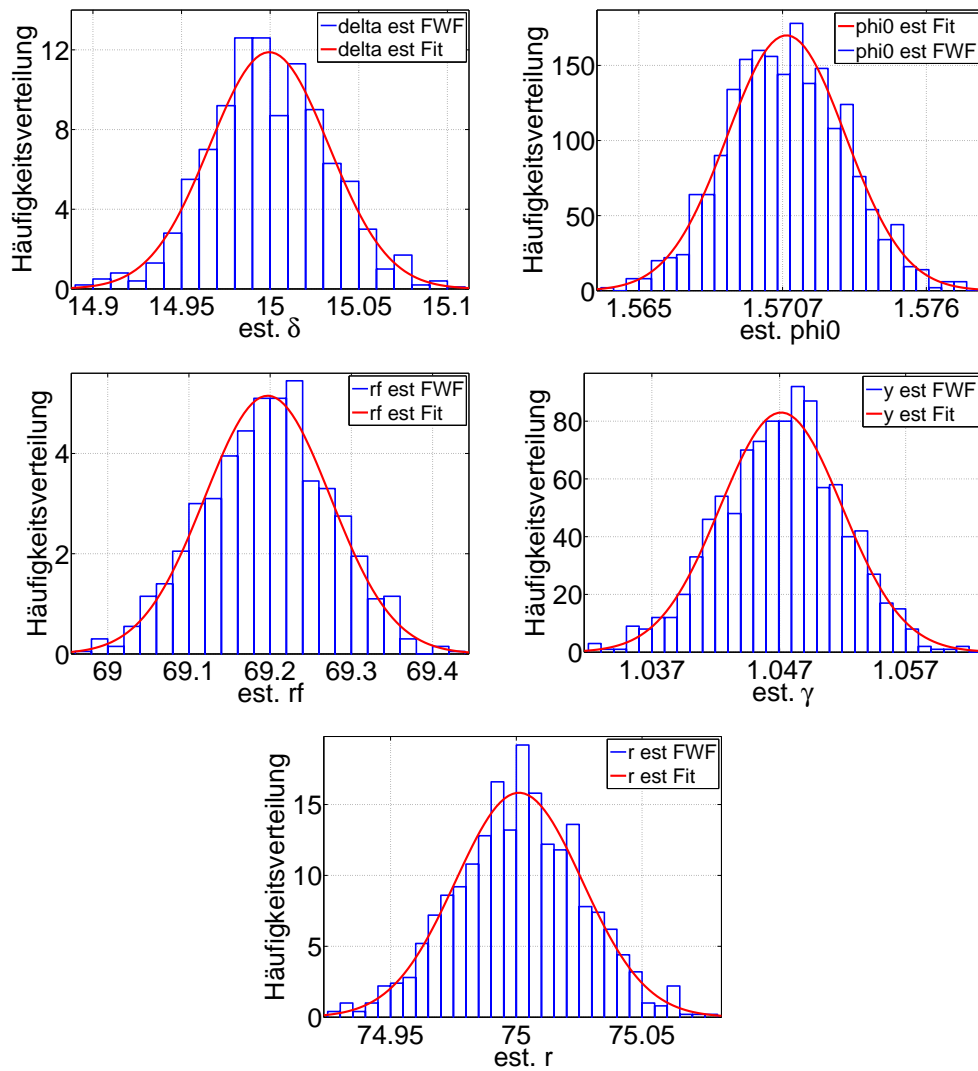 delta est FWF
delta est Fit
Häufigkeitsverteilung
12
8
4
0
14.9 14.95 15 15.05 15.1
est. δ
phi0 est Fit
phi0 est FWF
Häufigkeitsverteilung
150
100
50
0
1.565 1.5707 1.576
est. phi0
rf est FWF
rf est Fit
Häufigkeitsverteilung
4
2
0
69 69.1 69.2 69.3 69.4
est. rf
y est FWF
y est Fit
Häufigkeitsverteilung
80
60
40
20
0
1.037 1.047 1.057
est. γ
r est FWF
r est Fit
Häufigkeitsverteilung
15
10
5
0
74.95 75 75.05
est. r